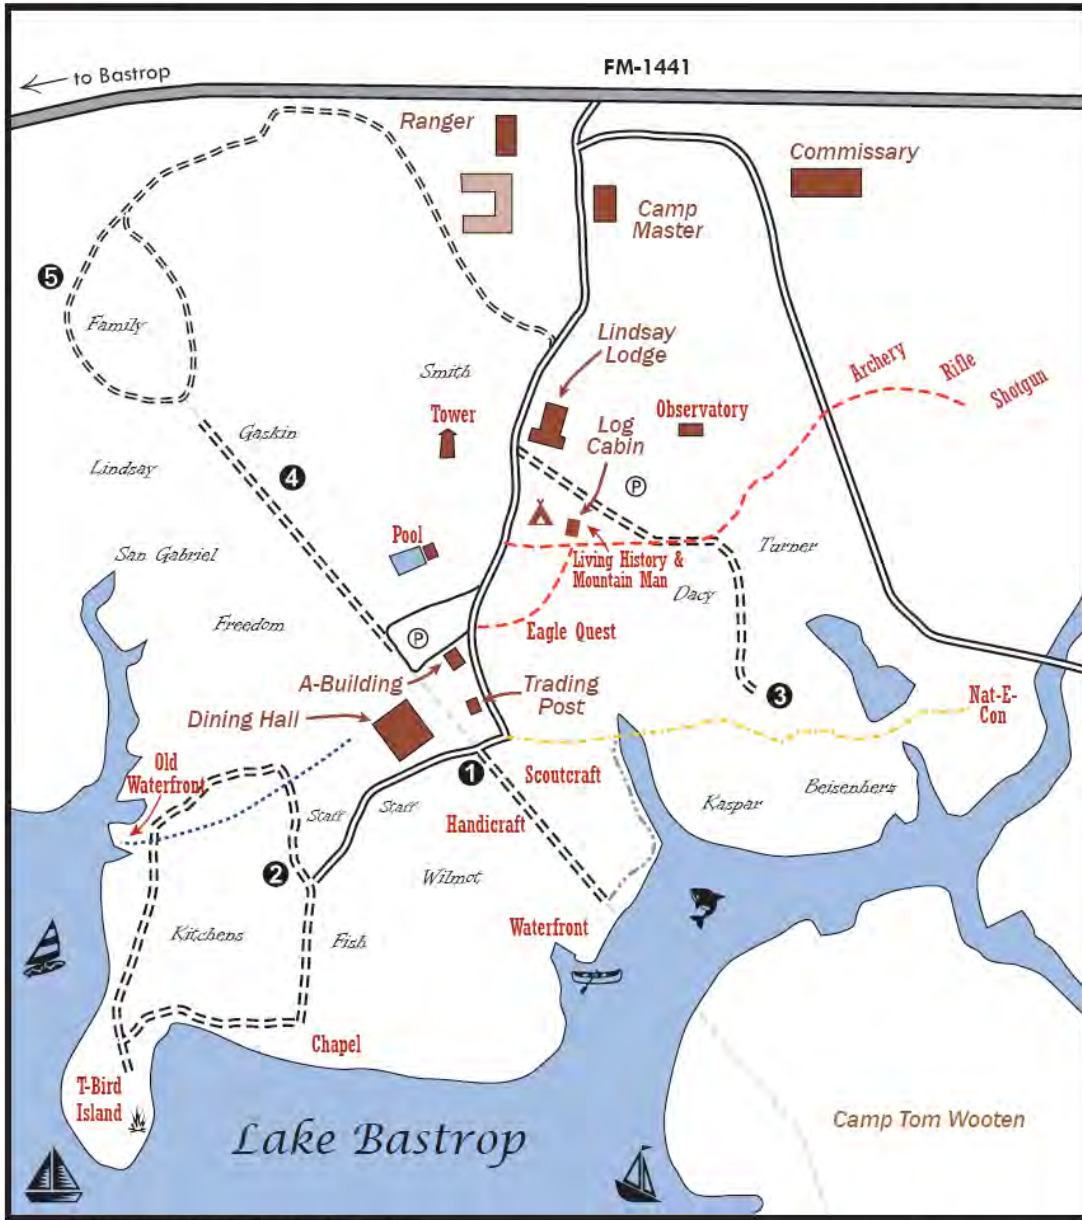 FM-1441
to Bastrop
Ranger
Commissary
Camp
Master
5
Family
Lindsay
Lodge
Archery
Rifle
Shotgun
Smith
Tower
Observatory
Log
Cabin
Gaskin
Lindsay
4
P
Pool
San Gabriel
Living History &
Mountain Man
Turner
Dacy
Freedom
P
Eagle Quest
A-Building
Trading
Post
3
Nat-E-
Con
Dining Hall
Old
Waterfront
1
Scoutcraft
Staff
Staff
Handicraft
Kaspar
Beisenherz
2
Wilmot
Waterfront
Kitchens
Fish
Chapel
T-Bird
Island
Lake Bastrop
Camp Tom Wooten